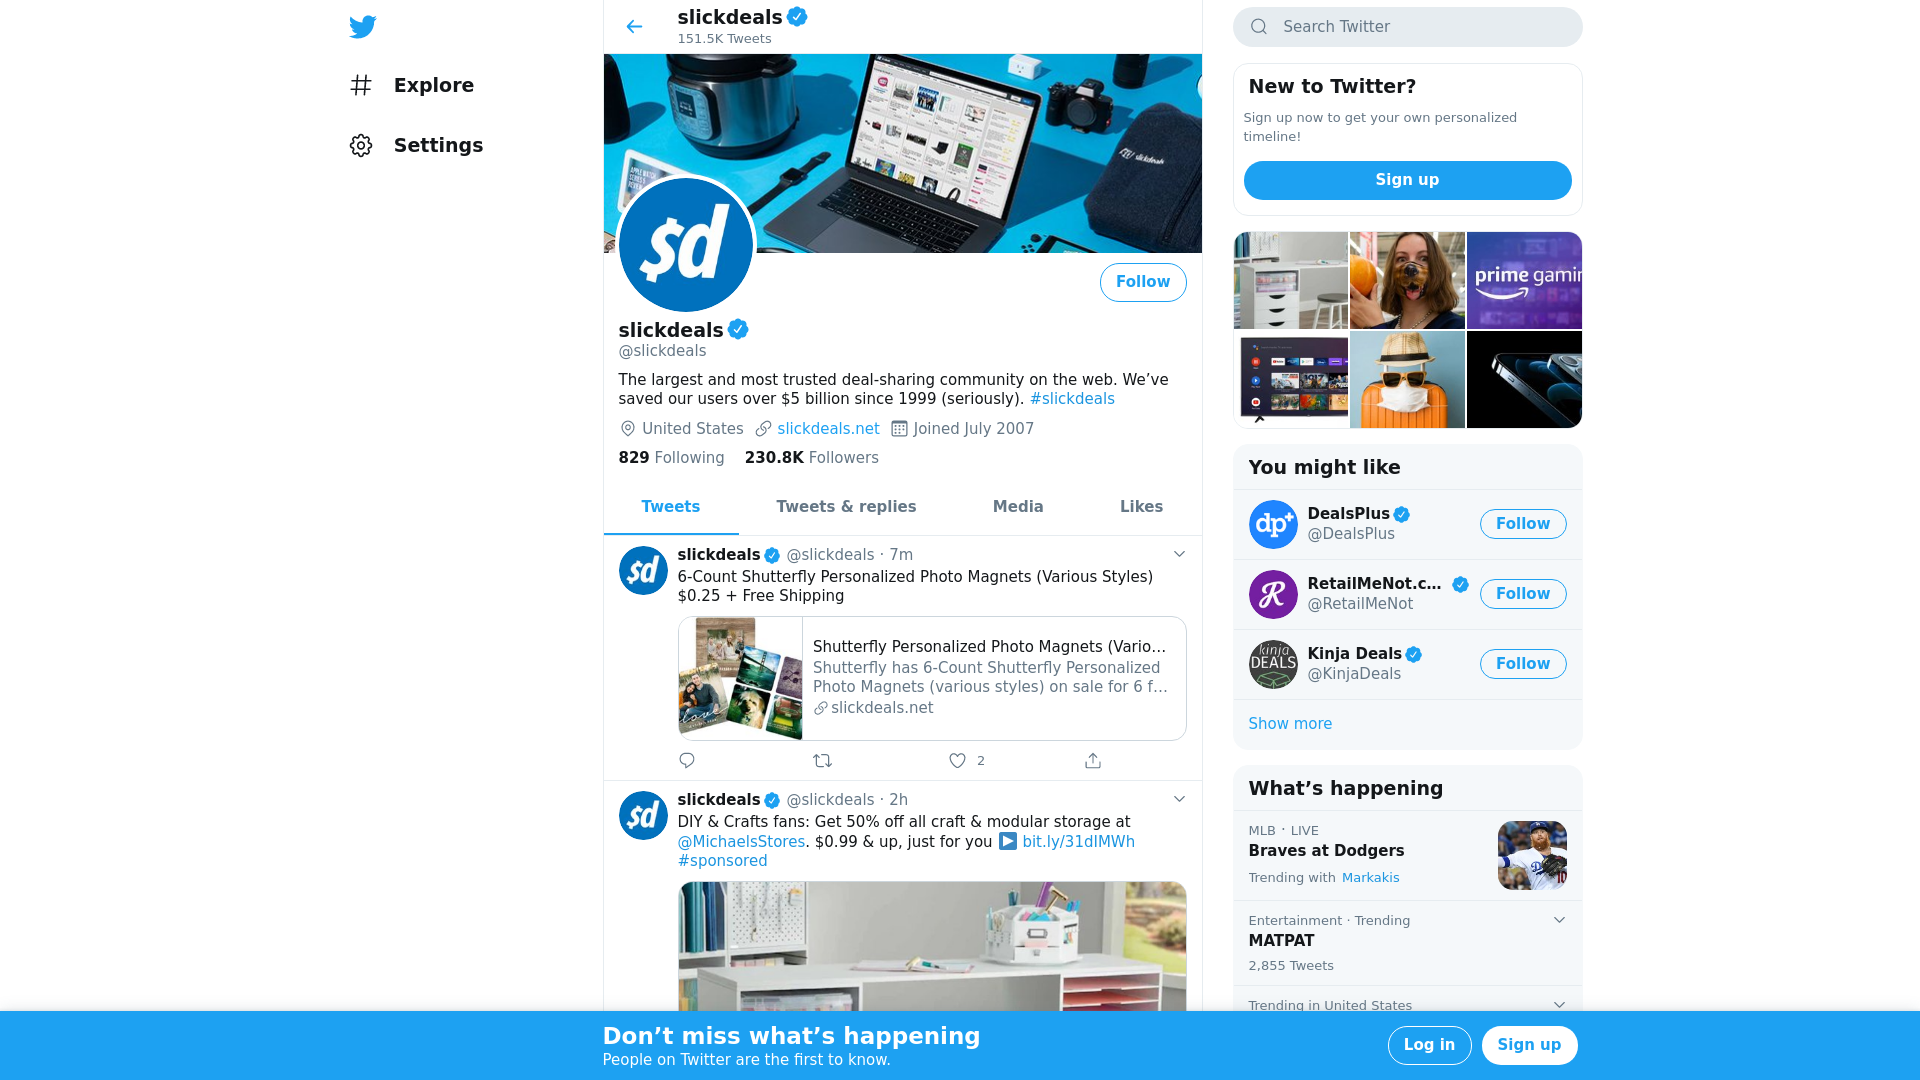 Explore
Settings
slickdeals
151.5K Tweets
slickdeals
$d
Follow
slickdeals
@slickdeals
The largest and most trusted deal-sharing community on the web. We’ve
saved our users over $5 billion since 1999 (seriously). #slickdeals
United States slickdeals.net Joined July 2007
829 Following 230.8K Followers
Tweets Tweets & replies Media Likes
$d
slickdeals @slickdeals · 7m
6-Count Shutterfly Personalized Photo Magnets (Various Styles)
$0.25 + Free Shipping
love
Shutterfly Personalized Photo Magnets (Vario…
Shutterfly has 6-Count Shutterfly Personalized
Photo Magnets (various styles) on sale for 6 f…
slickdeals.net
2
$d
slickdeals @slickdeals · 2h
DIY & Crafts fans: Get 50% off all craft & modular storage at
@MichaelsStores. $0.99 & up, just for you ▶ bit.ly/31dIMWh
#sponsored
Search Twitter
New to Twitter?
Sign up now to get your own personalized
timeline!
Sign up
prime gamin
You might like
dp+
DealsPlus
@DealsPlus
Follow
R
RetailMeNot.c…
@RetailMeNot
Follow
kinja
DEALS
Kinja Deals
@KinjaDeals
Follow
Show more
What’s happening
MLB · LIVE
Braves at Dodgers
Trending with Markakis
Entertainment · Trending
MATPAT
2,855 Tweets
Trending in United States
Don’t miss what’s happening
People on Twitter are the first to know.
Log in
Sign up